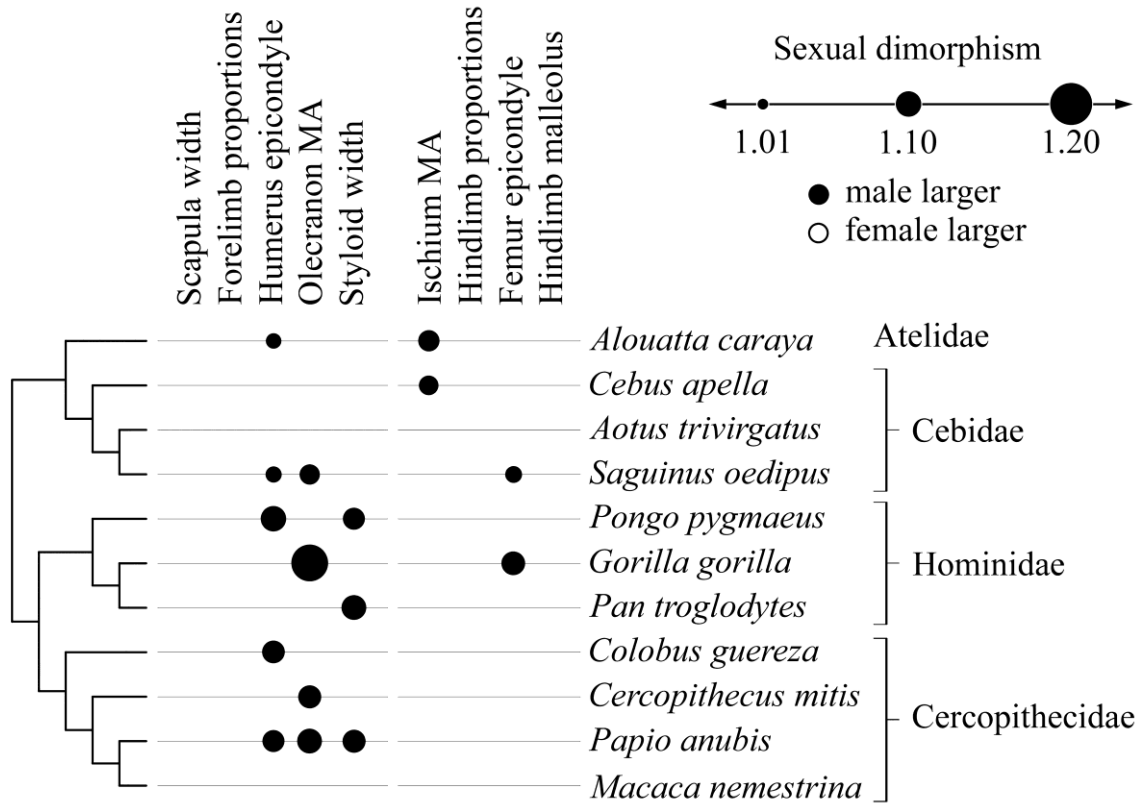 Scapula width
Forelimb proportions
Humerus epicondyle
Olecranon MA
Styloid width
Ischium MA
Hindlimb proportions
Femur epicondyle
Hindlimb malleolus
Sexual dimorphism
1.01 1.10 1.20
male larger
female larger
Alouatta caraya Atelidae
Cebus apella
Aotus trivirgatus Cebidae
Saguinus oedipus
Pongo pygmaeus
Gorilla gorilla Hominidae
Pan troglodytes
Colobus guereza
Cercopithecus mitis Cercopithecidae
Papio anubis
Macaca nemestrina